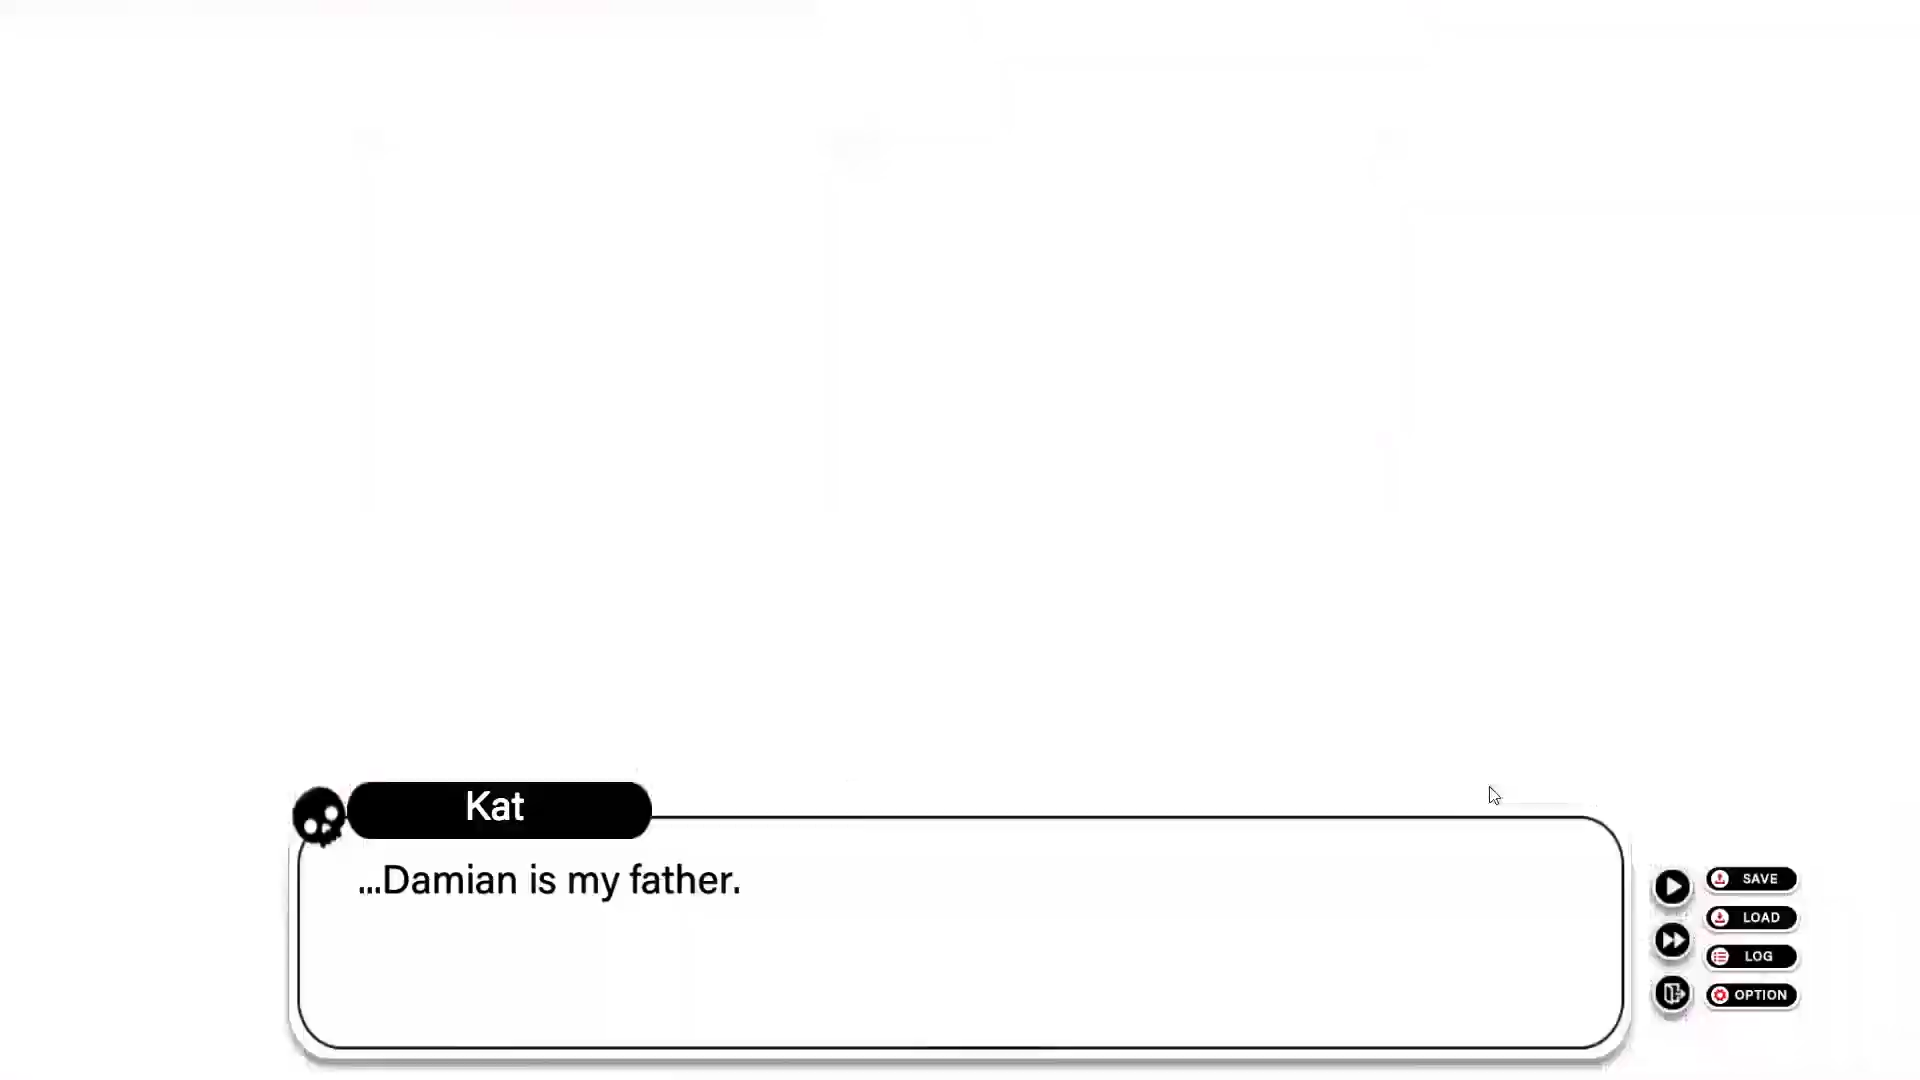 Kat
...Damian is my father.
SAVE
LOAD
LOG
OPTION